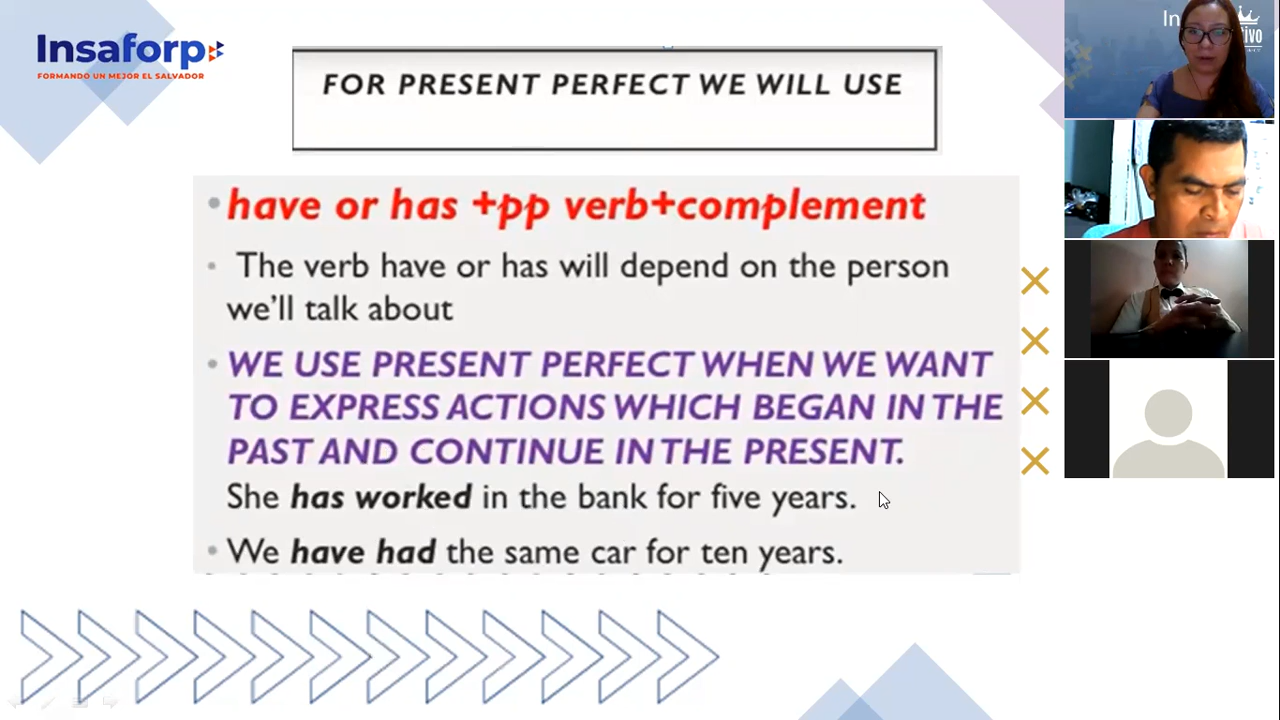 Insaforp
FORMANDO UN MEJOR EL SALVADOR
FOR PRESENT PERFECT WE WILL USE
•have or has +pp verb+complement
• The verb have or has will depend on the person
we'll talk about
•WE USE PRESENT PERFECT WHEN WE WANT
TO EXPRESS ACTIONS WHICH BEGAN IN THE
PAST AND CONTINUE IN THE PRESENT.
She has worked in the bank for five years.
•We have had the same car for ten years.
In